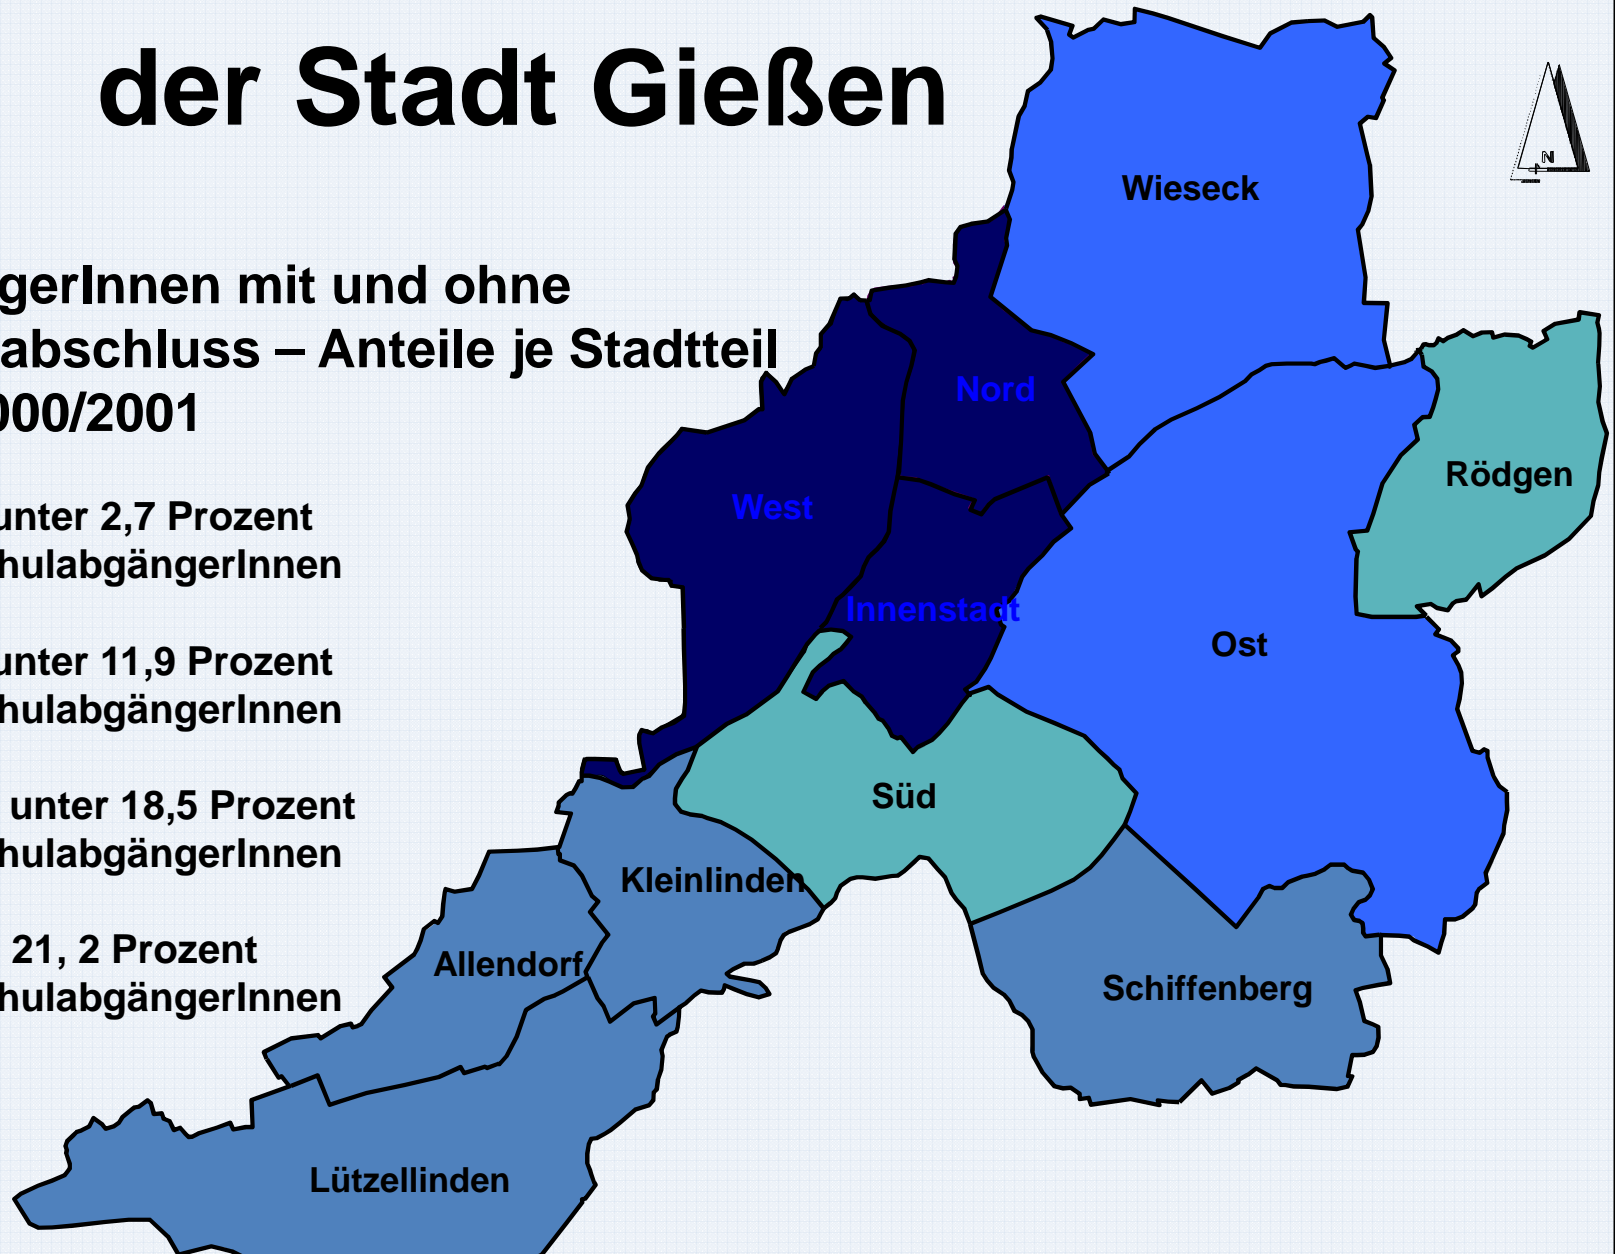 der Stadt Gießen
N
Wieseck
gerInnen mit und ohne
abschluss – Anteile je Stadtteil
000/2001
Nord
Rödgen
West
unter 2,7 Prozent
hulabgängerInnen
Innenstadt
Ost
unter 11,9 Prozent
hulabgängerInnen
Süd
unter 18,5 Prozent
hulabgängerInnen
Kleinlinden
21, 2 Prozent
hulabgängerInnen
Allendorf
Schiffenberg
Lützellinden